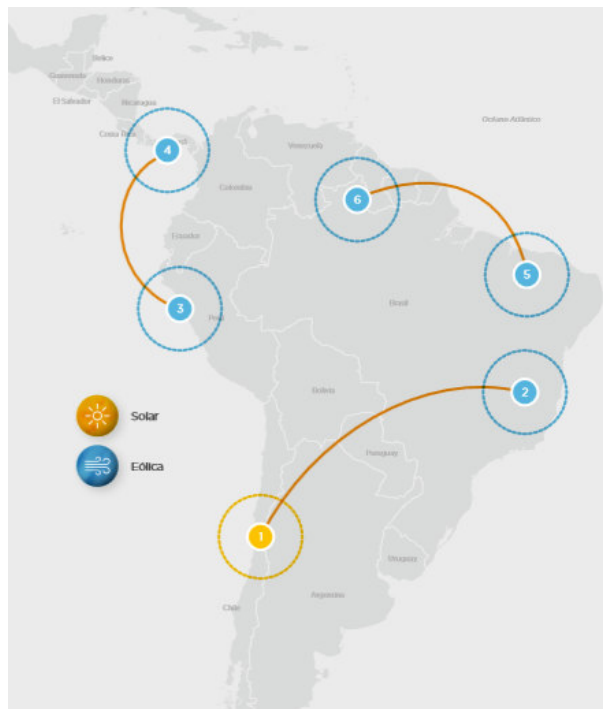 Belice
Guatemala
Honduras
El Salvador
Nicaragua
Costa Rica
4
Océano Atlántico
Venezuela
Colombia
6
Ecuador
5
3
Perú
Brasil
2
Bolivia
Solar
Paraguay
Eólica
1
Uruguay
Argentina
Chile